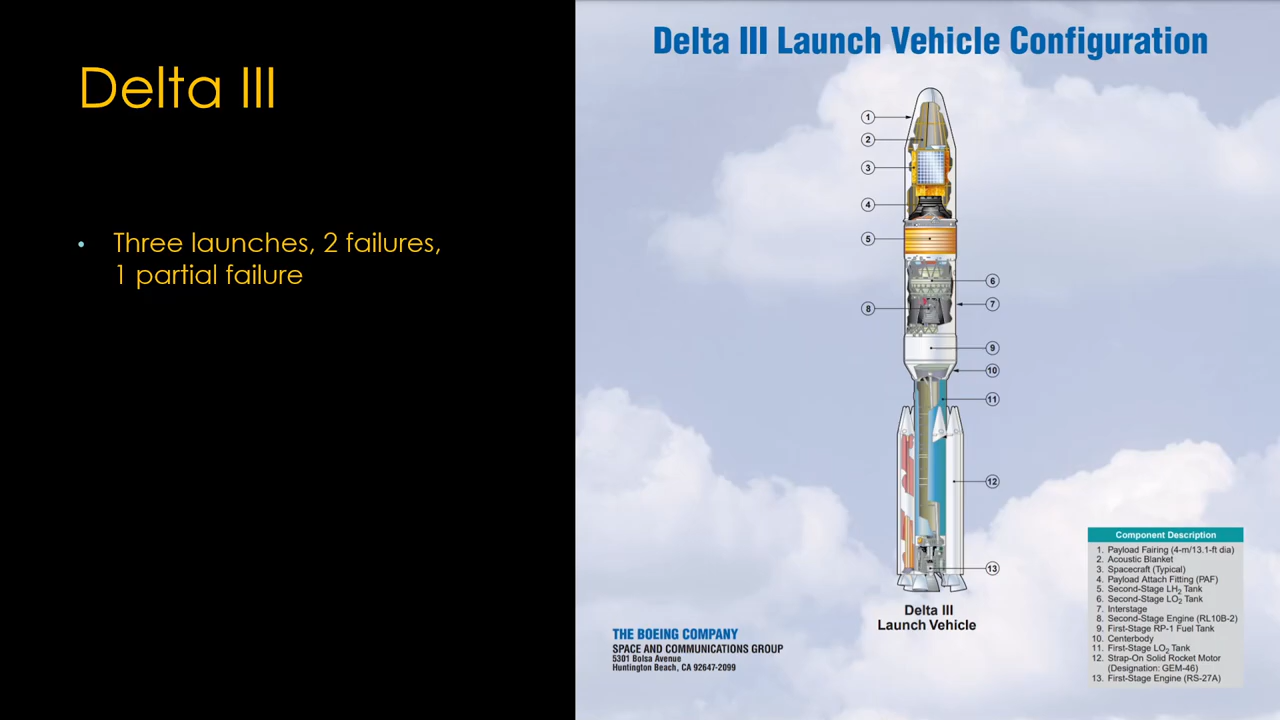 Delta III
• Three launches, 2 failures,
1 partial failure
Delta III Launch Vehicle Configuration
1
2
3
4
5
6
7
8
9
10
11
12
13
Delta III
Launch Vehicle
THE BOEING COMPANY
SPACE AND COMMUNICATIONS GROUP
5301 Bolsa Avenue
Huntington Beach, CA 92647-2099
Component Description
1. Payload Fairing (4-m/13.1-ft dia)
2. Acoustic Blanket
3. Spacecraft (Typical)
4. Payload Attach Fitting (PAF)
5. Second-Stage LH₂ Tank
6. Second-Stage LO₂ Tank
7. Interstage
8. Second-Stage Engine (RL10B-2)
9. First-Stage RP-1 Fuel Tank
10. Centerbody
11. First-Stage LO₂ Tank
12. Strap-On Solid Rocket Motor
(Designation: GEM-46)
13. First-Stage Engine (RS-27A)